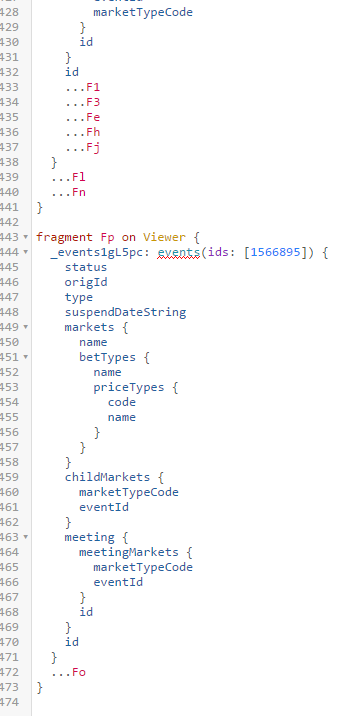 428 marketTypeCode
429 }
430 id
431 }
432 id
433 ...F1
434 ...F3
435 ...Fe
436 ...Fh
437 ...Fj
438 }
439 ...Fl
440 ...Fn
441 }
442
443 fragment Fp on Viewer {
444 _events1gL5pc: events(ids: [1566895]) {
445 status
446 origId
447 type
448 suspendDateString
449 markets {
450 name
451 betTypes {
452 name
453 priceTypes {
454 code
455 name
456 }
457 }
458 }
459 childMarkets {
460 marketTypeCode
461 eventId
462 }
463 meeting {
464 meetingMarkets {
465 marketTypeCode
466 eventId
467 }
468 id
469 }
470 id
471 }
472 ...Fo
473 }
474